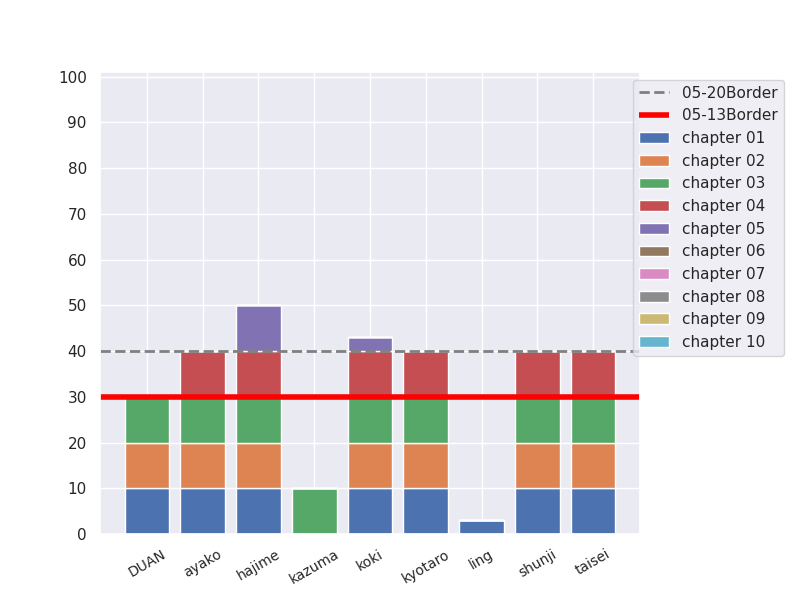 100
90
80
70
60
50
40
30
20
10
0
DUAN
ayako
hajime
kazuma
koki
kyotaro
ling
shunji
taisei
05-20Border
05-13Border
chapter 01
chapter 02
chapter 03
chapter 04
chapter 05
chapter 06
chapter 07
chapter 08
chapter 09
chapter 10